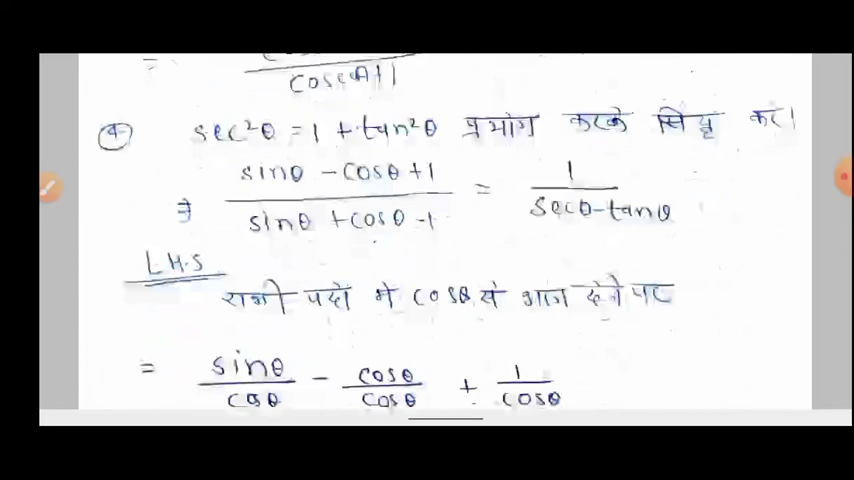 =
cosecA+1
④ sec²θ = 1 + tan²θ प्रयोग करके सिद्ध करें।
⇒ sinθ - cosθ + 1 / sinθ + cosθ - 1 = 1 / secθ - tanθ
L.H.S
सभी पदों में cosθ से भाग देने पर
= sinθ / cosθ - cosθ / cosθ + 1 / cosθ